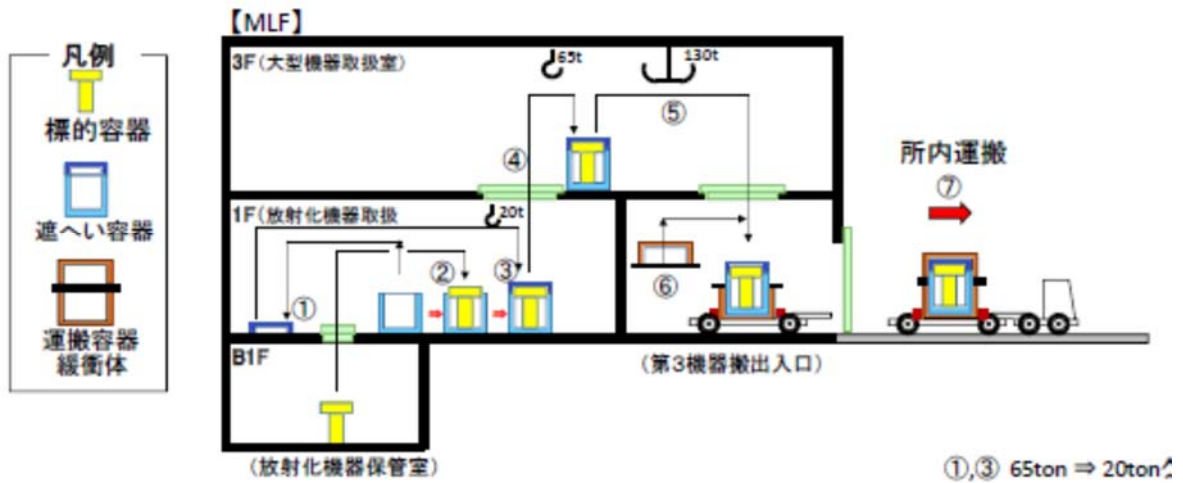 【MLF】
凡例
標的容器
遮へい容器
運搬容器
緩衝体
3F(大型機器取扱室)
65t
130t
⑤
④
1F(放射化機器取扱
20t
①
②
③
⑥
B1F
(放射化機器保管室)
(第3機器搬出入口)
所内運搬
⑦
①,③ 65ton ⇒ 20ton